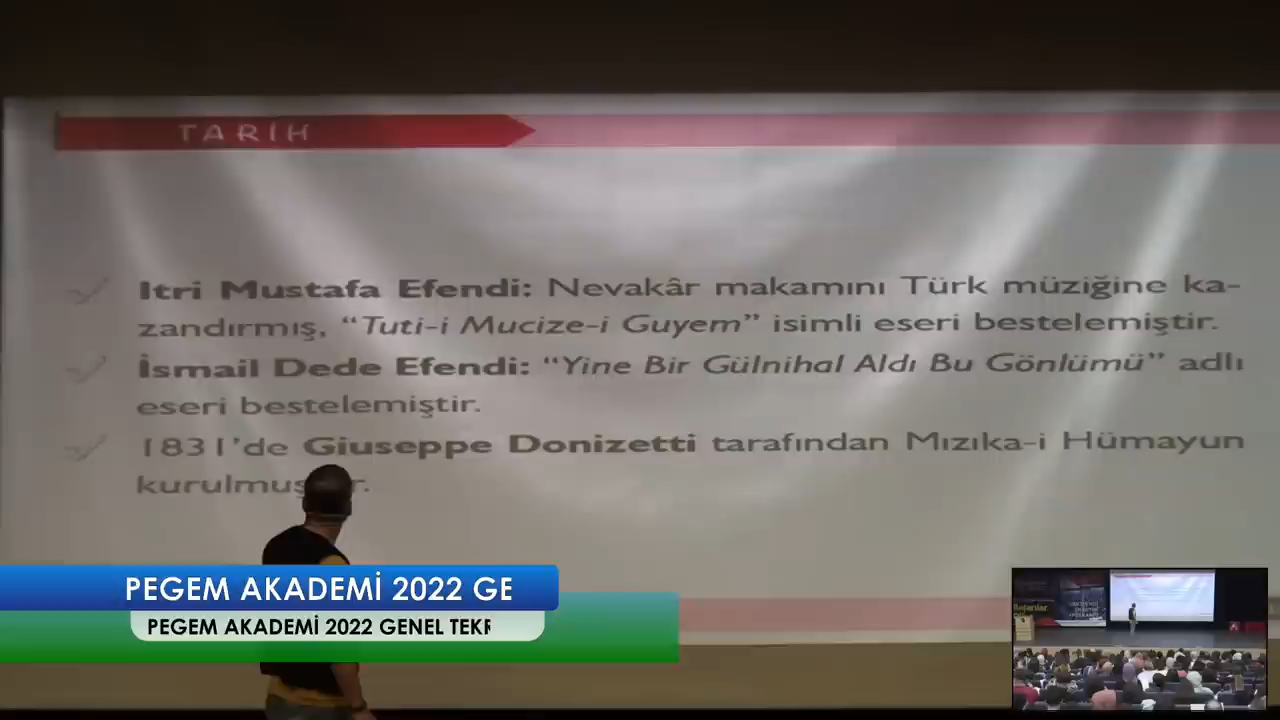 TARİH
Itri Mustafa Efendi: Nevakâr makamını Türk müziğine ka-
zandırmış, “Tuti-i Mucize-i Guyem” isimli eseri bestelemiştir.
İsmail Dede Efendi: “Yine Bir Gülnihal Aldı Bu Gönlümü” adlı
eseri bestelemiştir.
1831’de Giuseppe Donizetti tarafından Mızıka-i Hümayun
PEGEM AKADEMİ 2022 GE
PEGEM AKADEMİ 2022 GENEL TEKR